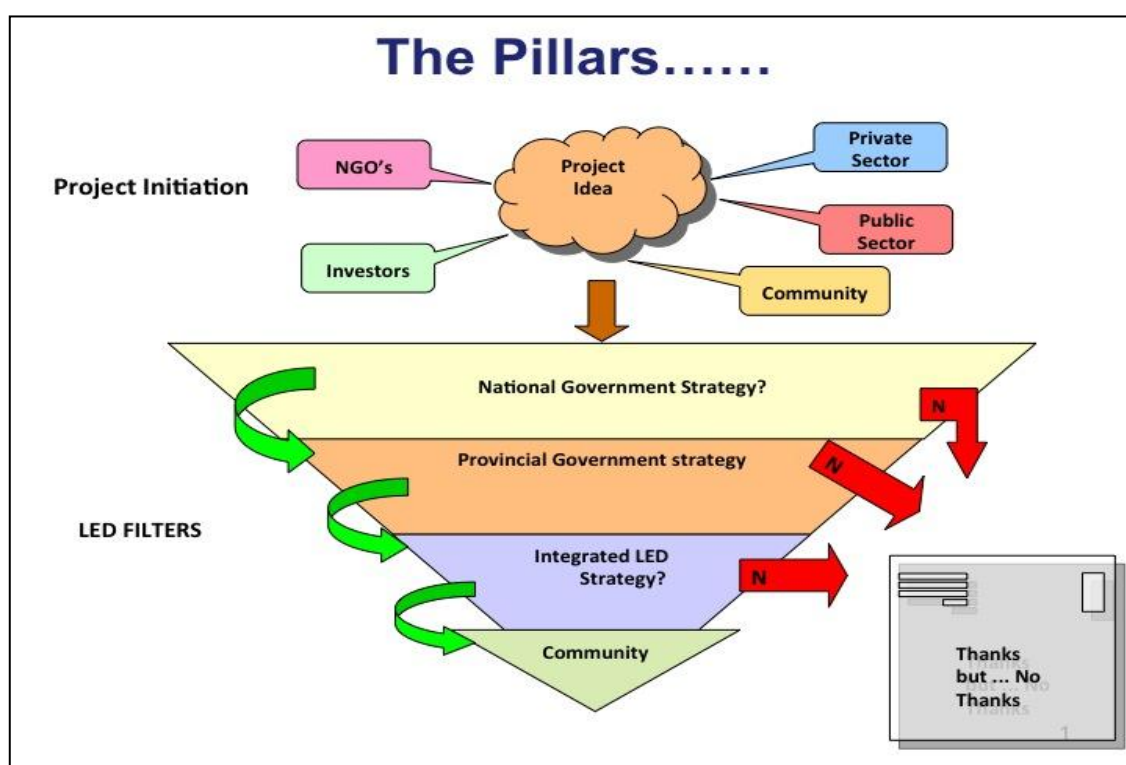 The Pillars……
Project Initiation
NGO's
Project
Idea
Private
Sector
Public
Sector
Investors
Community
National Government Strategy?
N
Provincial Government strategy
N
LED FILTERS
Integrated LED
Strategy?
N
Community
Thanks
but ... No
Thanks
1